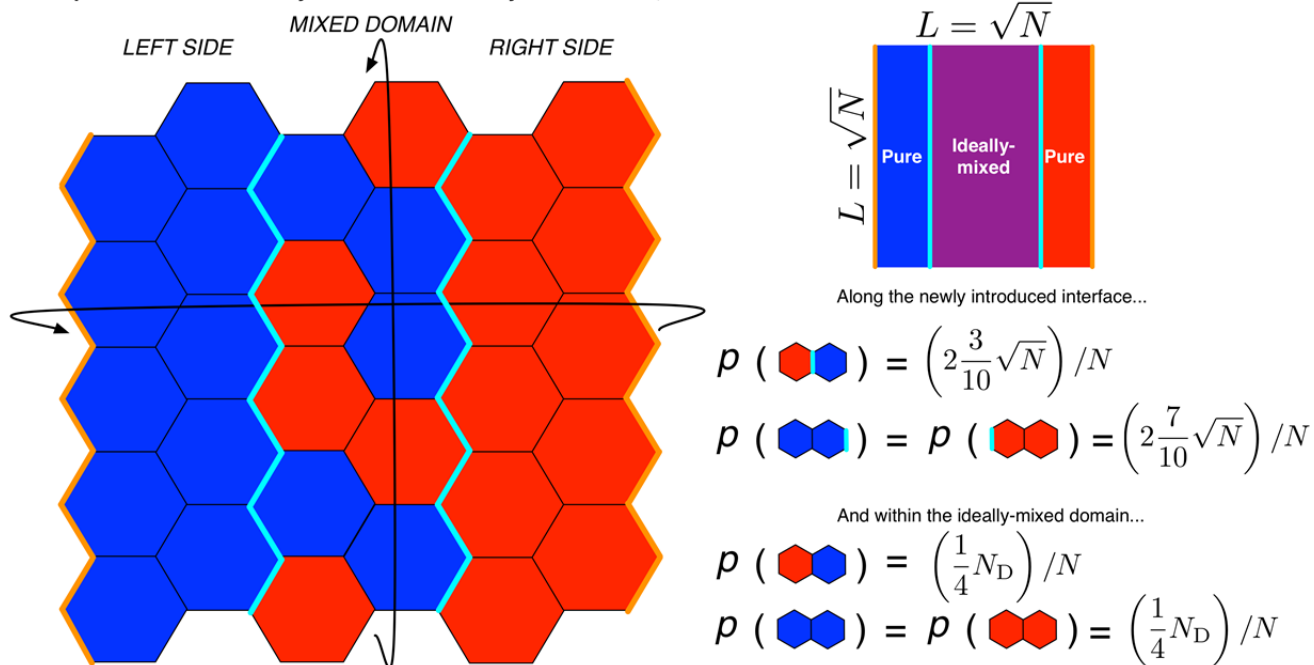 LEFT SIDE
MIXED DOMAIN
RIGHT SIDE
L = √N
L = √N
Pure
Ideally-
mixed
Pure
Along the newly introduced interface...
p ( ) = (2 3/10 √N) /N
p ( ) = p ( ) = (2 7/10 √N) /N
And within the ideally-mixed domain...
p ( ) = (1/4 N_D) /N
p ( ) = p ( ) = (1/4 N_D) /N